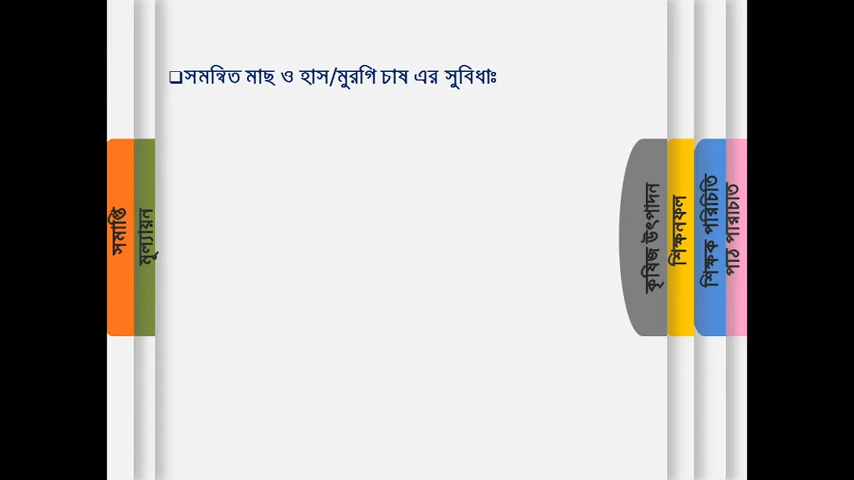 ❑সমন্বিত মাছ ও হাস/মুরগি চাষ এর সুবিধাঃ
সমাপ্তি
মূল্যায়ন
কৃষিজ উৎপাদন
শিক্ষনফল
শিক্ষক পরিচিতি
পাঠ পরিচিতি